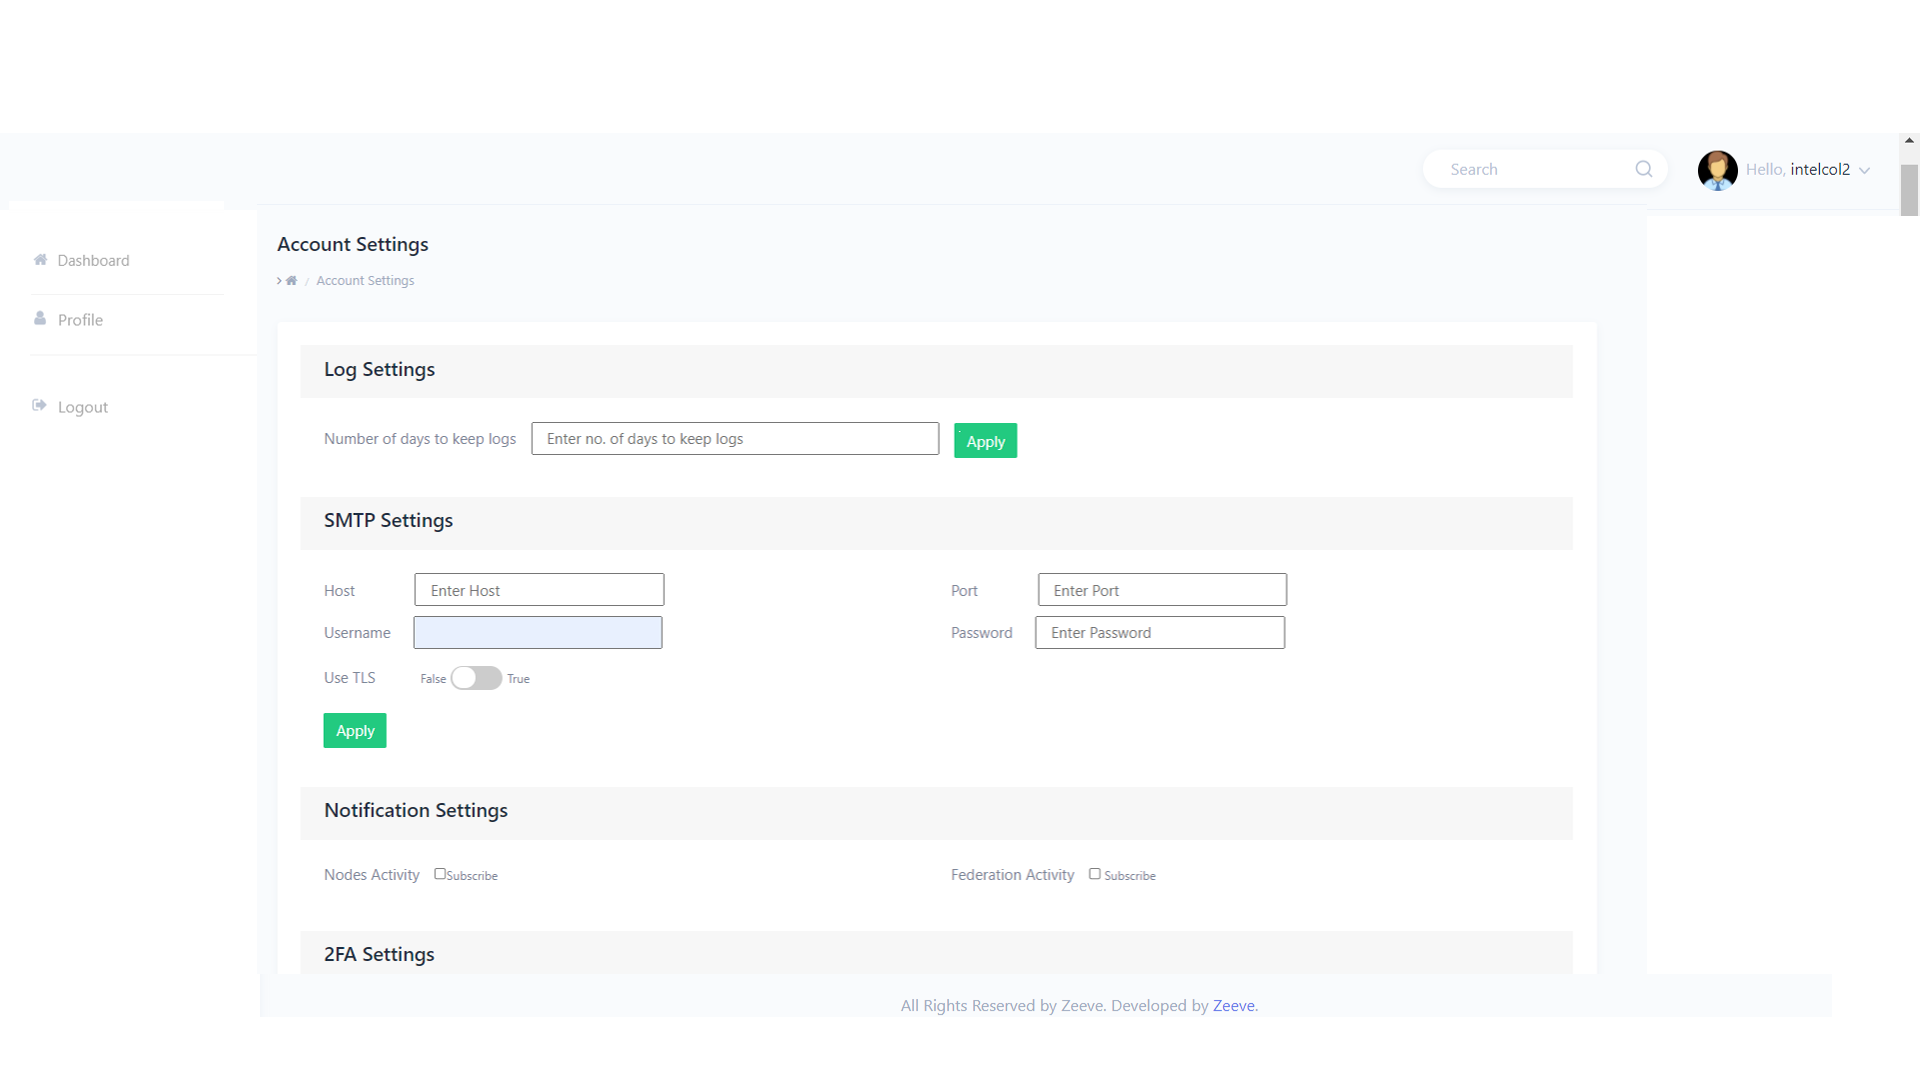 Search
Hello, intelcol2
Dashboard
Profile
Logout
Account Settings
> / Account Settings
Log Settings
Number of days to keep logs Enter no. of days to keep logs Apply
SMTP Settings
Host Enter Host Port Enter Port
Username Password Enter Password
Use TLS False True
Apply
Notification Settings
Nodes Activity Subscribe Federation Activity Subscribe
2FA Settings
All Rights Reserved by Zeeve. Developed by Zeeve.